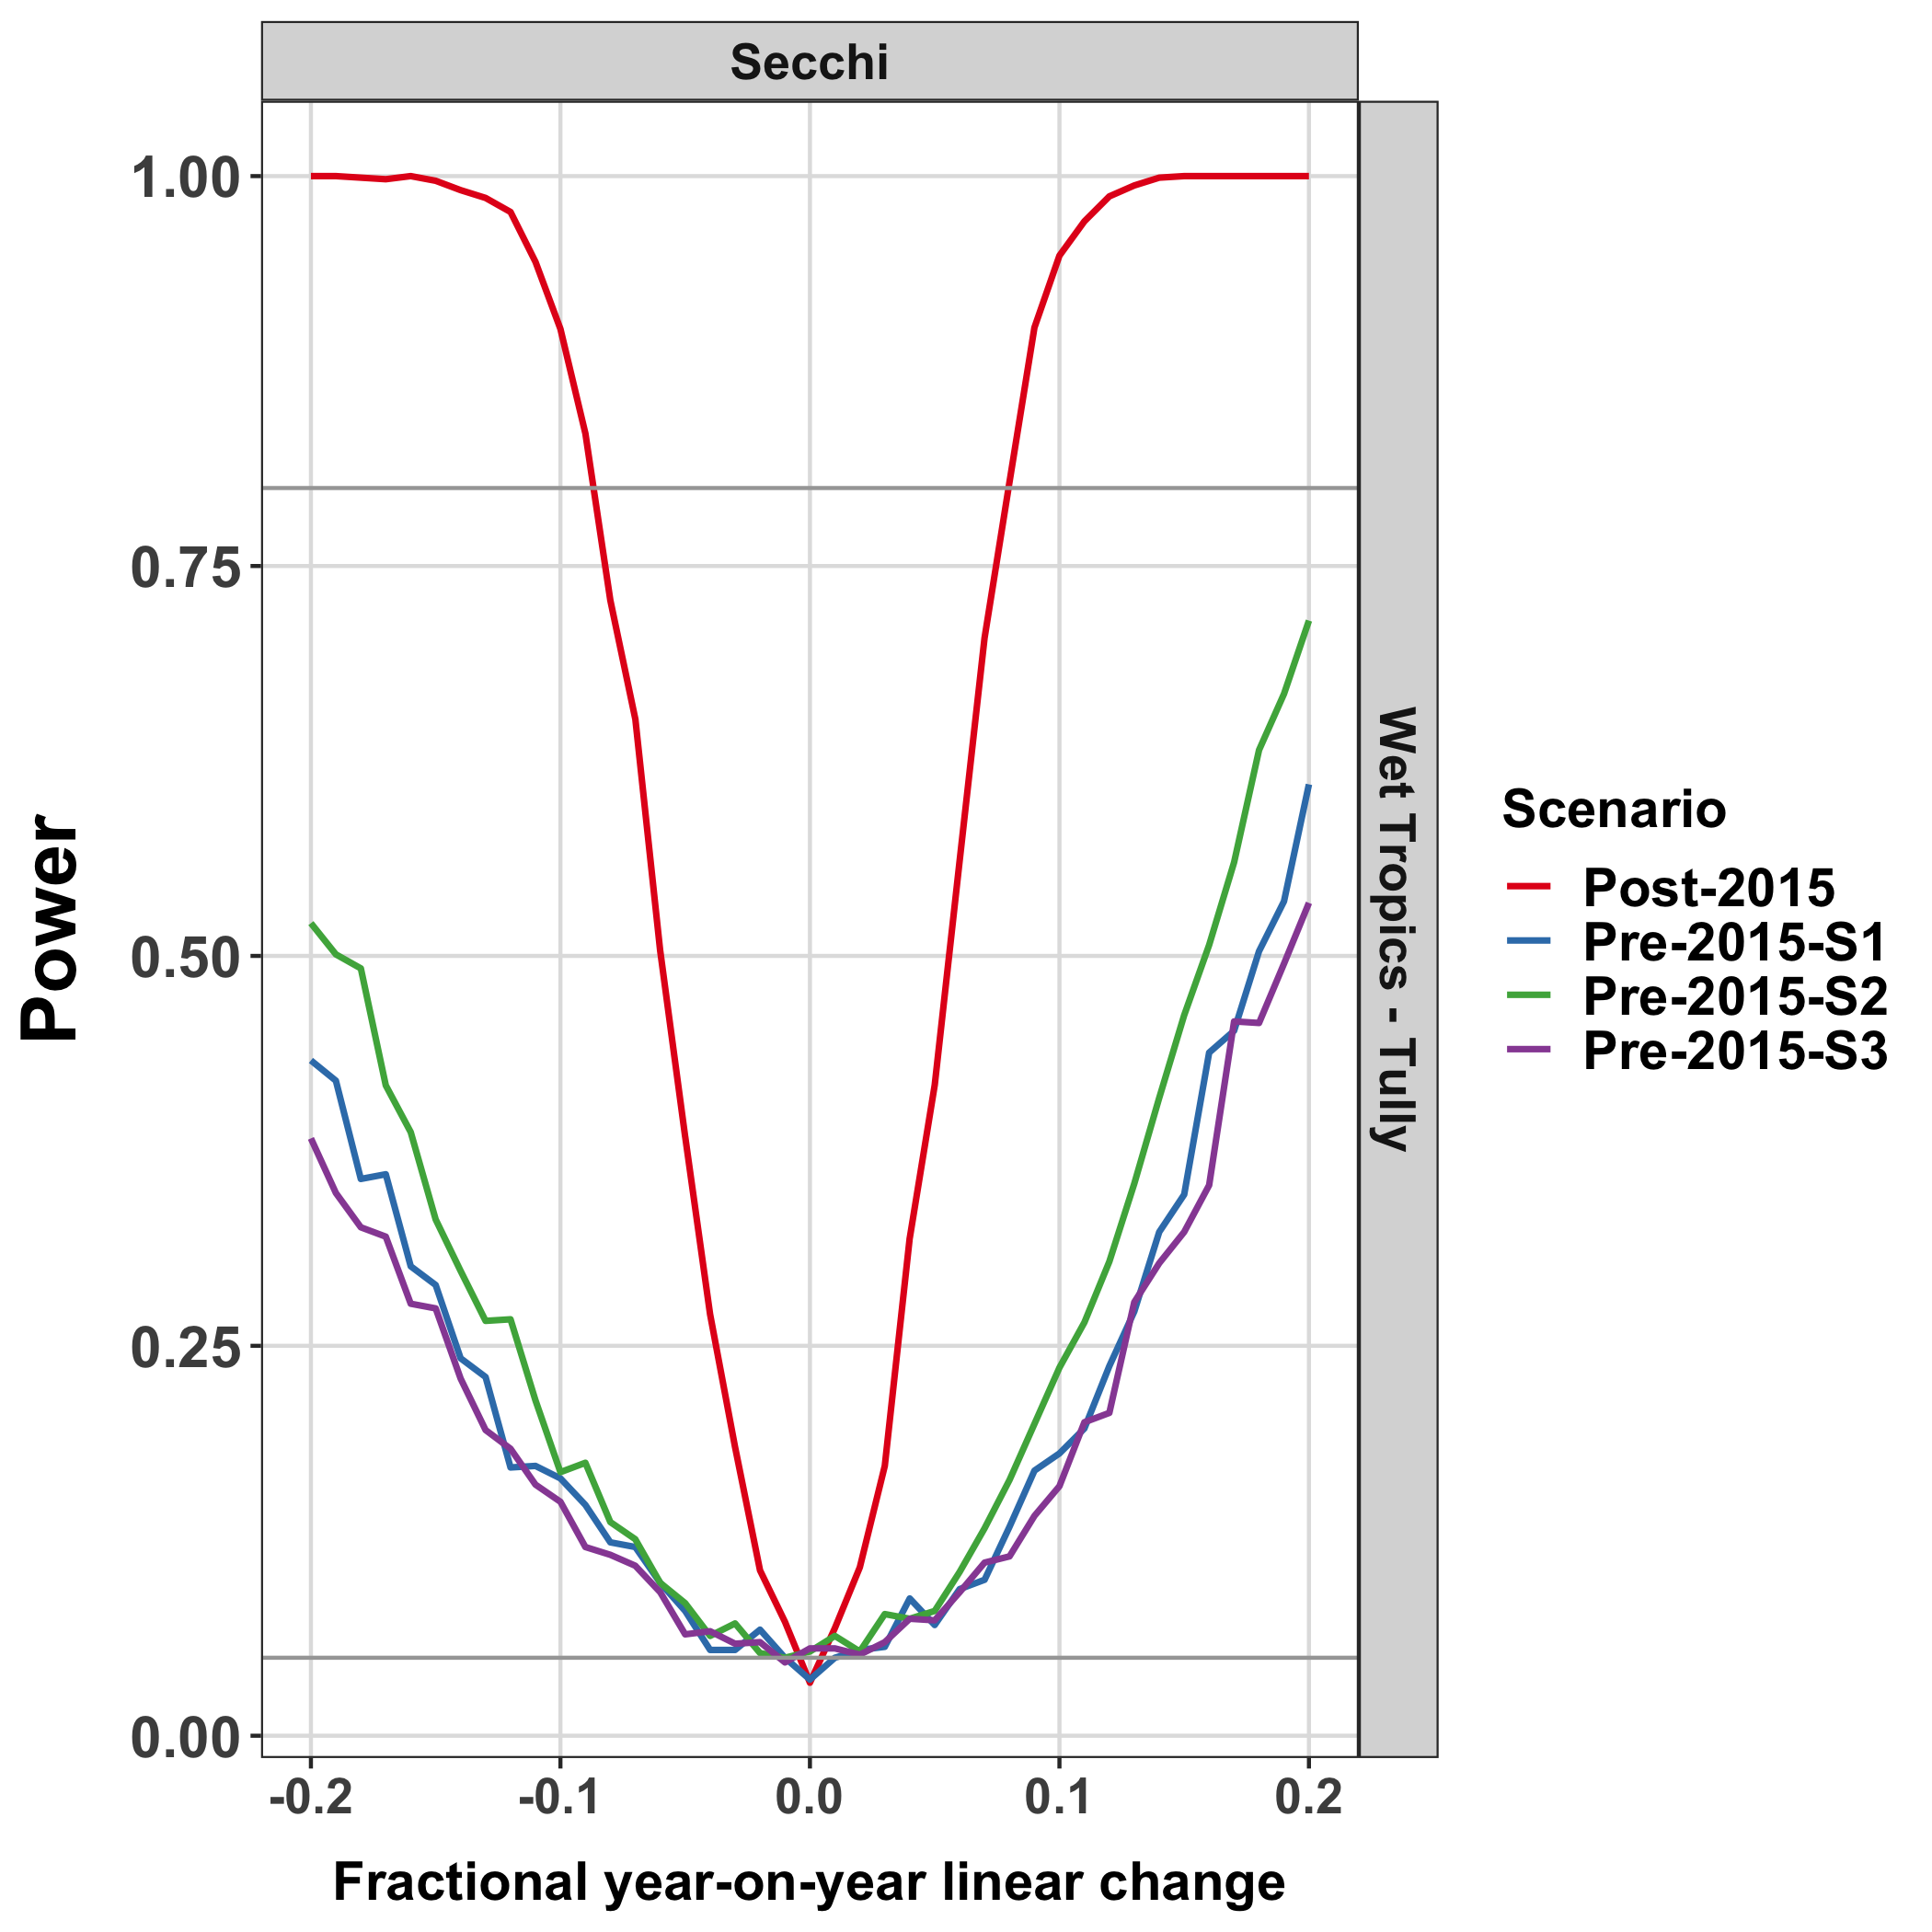 Secchi
Power
1.00
0.75
0.50
0.25
0.00
-0.2
-0.1
0.0
0.1
0.2
Fractional year-on-year linear change
Wet Tropics - Tully
Scenario
Post-2015
Pre-2015-S1
Pre-2015-S2
Pre-2015-S3